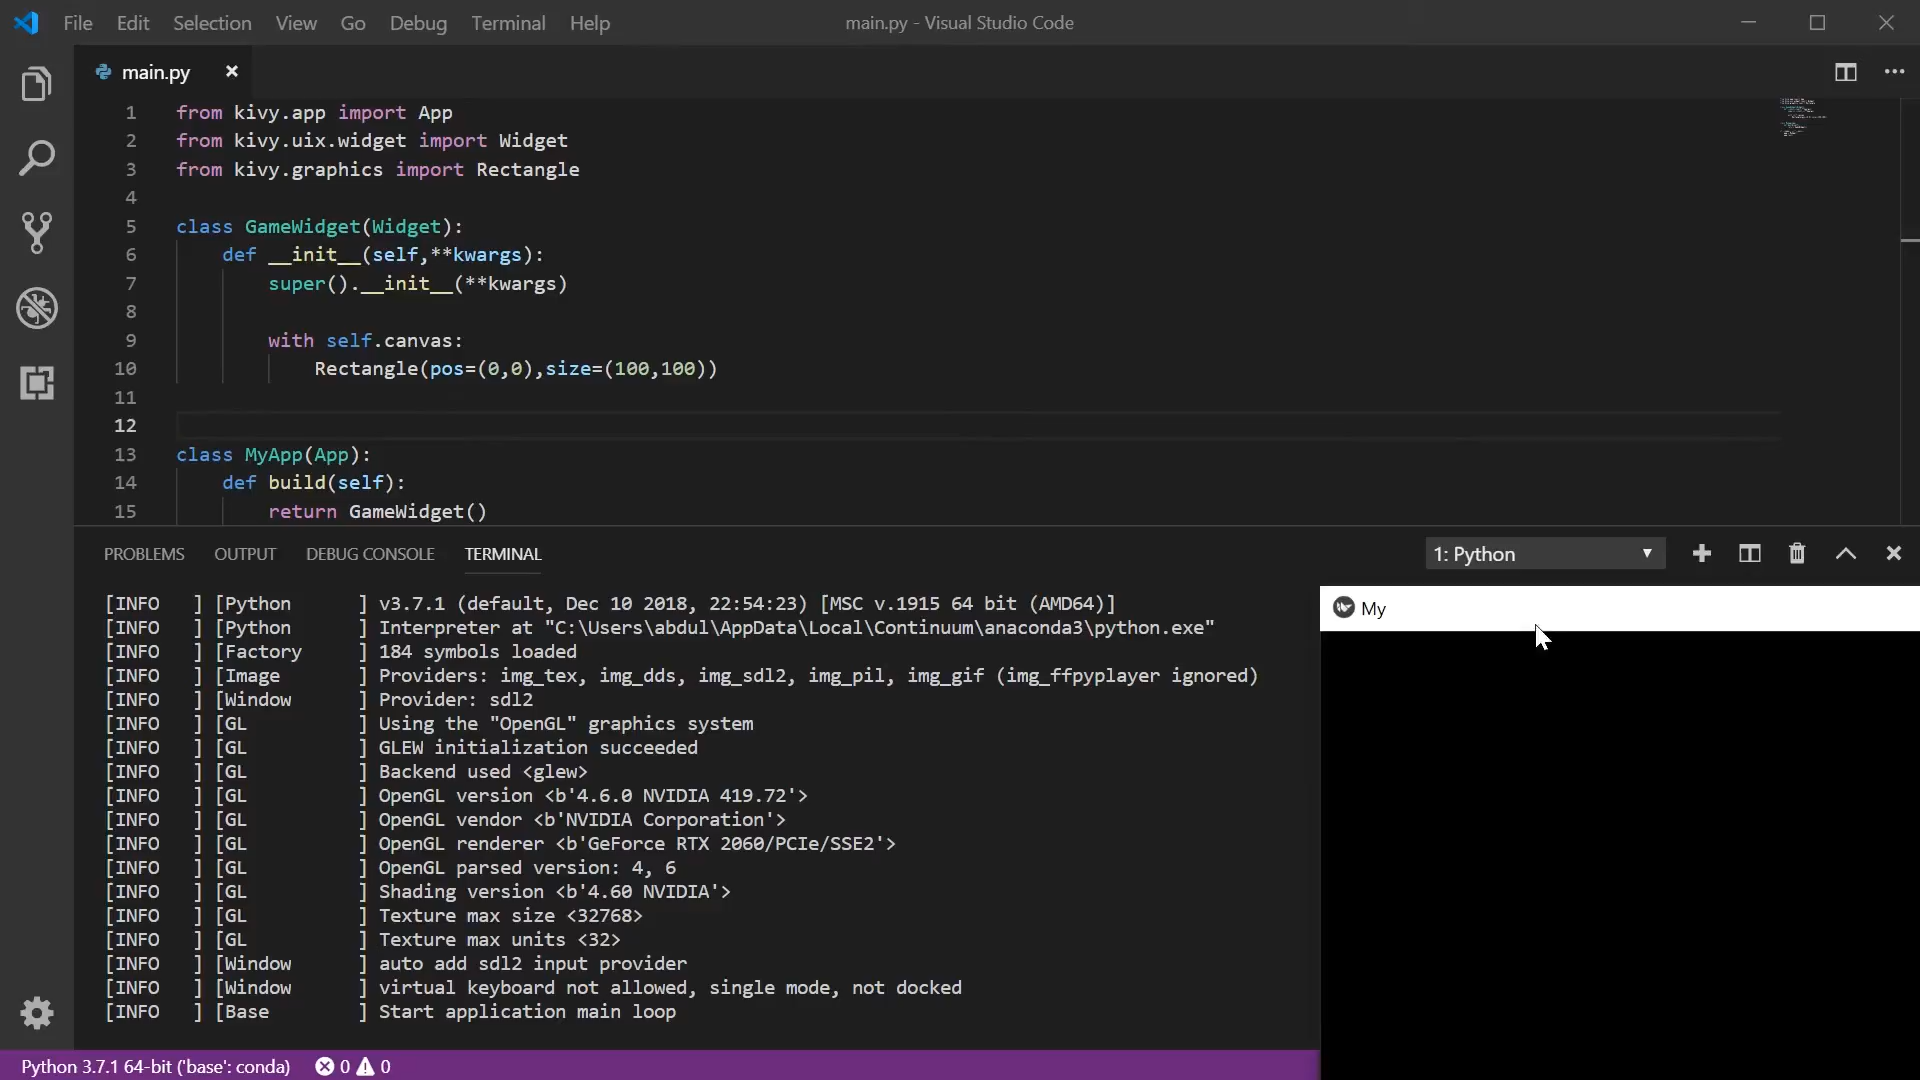 File Edit Selection View Go Debug Terminal Help main.py - Visual Studio Code
main.py
1 from kivy.app import App
2 from kivy.uix.widget import Widget
3 from kivy.graphics import Rectangle
4
5 class GameWidget(Widget):
6 def __init__(self,**kwargs):
7 super().__init__(**kwargs)
8
9 with self.canvas:
10 Rectangle(pos=(0,0),size=(100,100))
11
12
13 class MyApp(App):
14 def build(self):
15 return GameWidget()
PROBLEMS OUTPUT DEBUG CONSOLE TERMINAL 1: Python
[INFO   ] [Python      ] v3.7.1 (default, Dec 10 2018, 22:54:23) [MSC v.1915 64 bit (AMD64)]
[INFO   ] [Python      ] Interpreter at "C:\Users\abdul\AppData\Local\Continuum\anaconda3\python.exe"
[INFO   ] [Factory     ] 184 symbols loaded
[INFO   ] [Image       ] Providers: img_tex, img_dds, img_sdl2, img_pil, img_gif (img_ffpyplayer ignored)
[INFO   ] [Window      ] Provider: sdl2
[INFO   ] [GL          ] Using the "OpenGL" graphics system
[INFO   ] [GL          ] GLEW initialization succeeded
[INFO   ] [GL          ] Backend used <glew>
[INFO   ] [GL          ] OpenGL version <b'4.6.0 NVIDIA 419.72'>
[INFO   ] [GL          ] OpenGL vendor <b'NVIDIA Corporation'>
[INFO   ] [GL          ] OpenGL renderer <b'GeForce RTX 2060/PCIe/SSE2'>
[INFO   ] [GL          ] OpenGL parsed version: 4, 6
[INFO   ] [GL          ] Shading version <b'4.60 NVIDIA'>
[INFO   ] [GL          ] Texture max size <32768>
[INFO   ] [GL          ] Texture max units <32>
[INFO   ] [Window      ] auto add sdl2 input provider
[INFO   ] [Window      ] virtual keyboard not allowed, single mode, not docked
[INFO   ] [Base        ] Start application main loop
My
Python 3.7.1 64-bit ('base': conda) 0 0